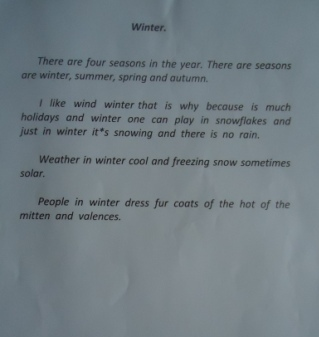 Winter.
There are four seasons in the year. There are seasons
are winter, summer, spring and autumn.
I like wind winter that is why because is much
holidays and winter one can play in snowflakes and
just in winter it*s snowing and there is no rain.
Weather in winter cool and freezing snow sometimes
solar.
People in winter dress fur coats of the hot of the
mitten and valences.